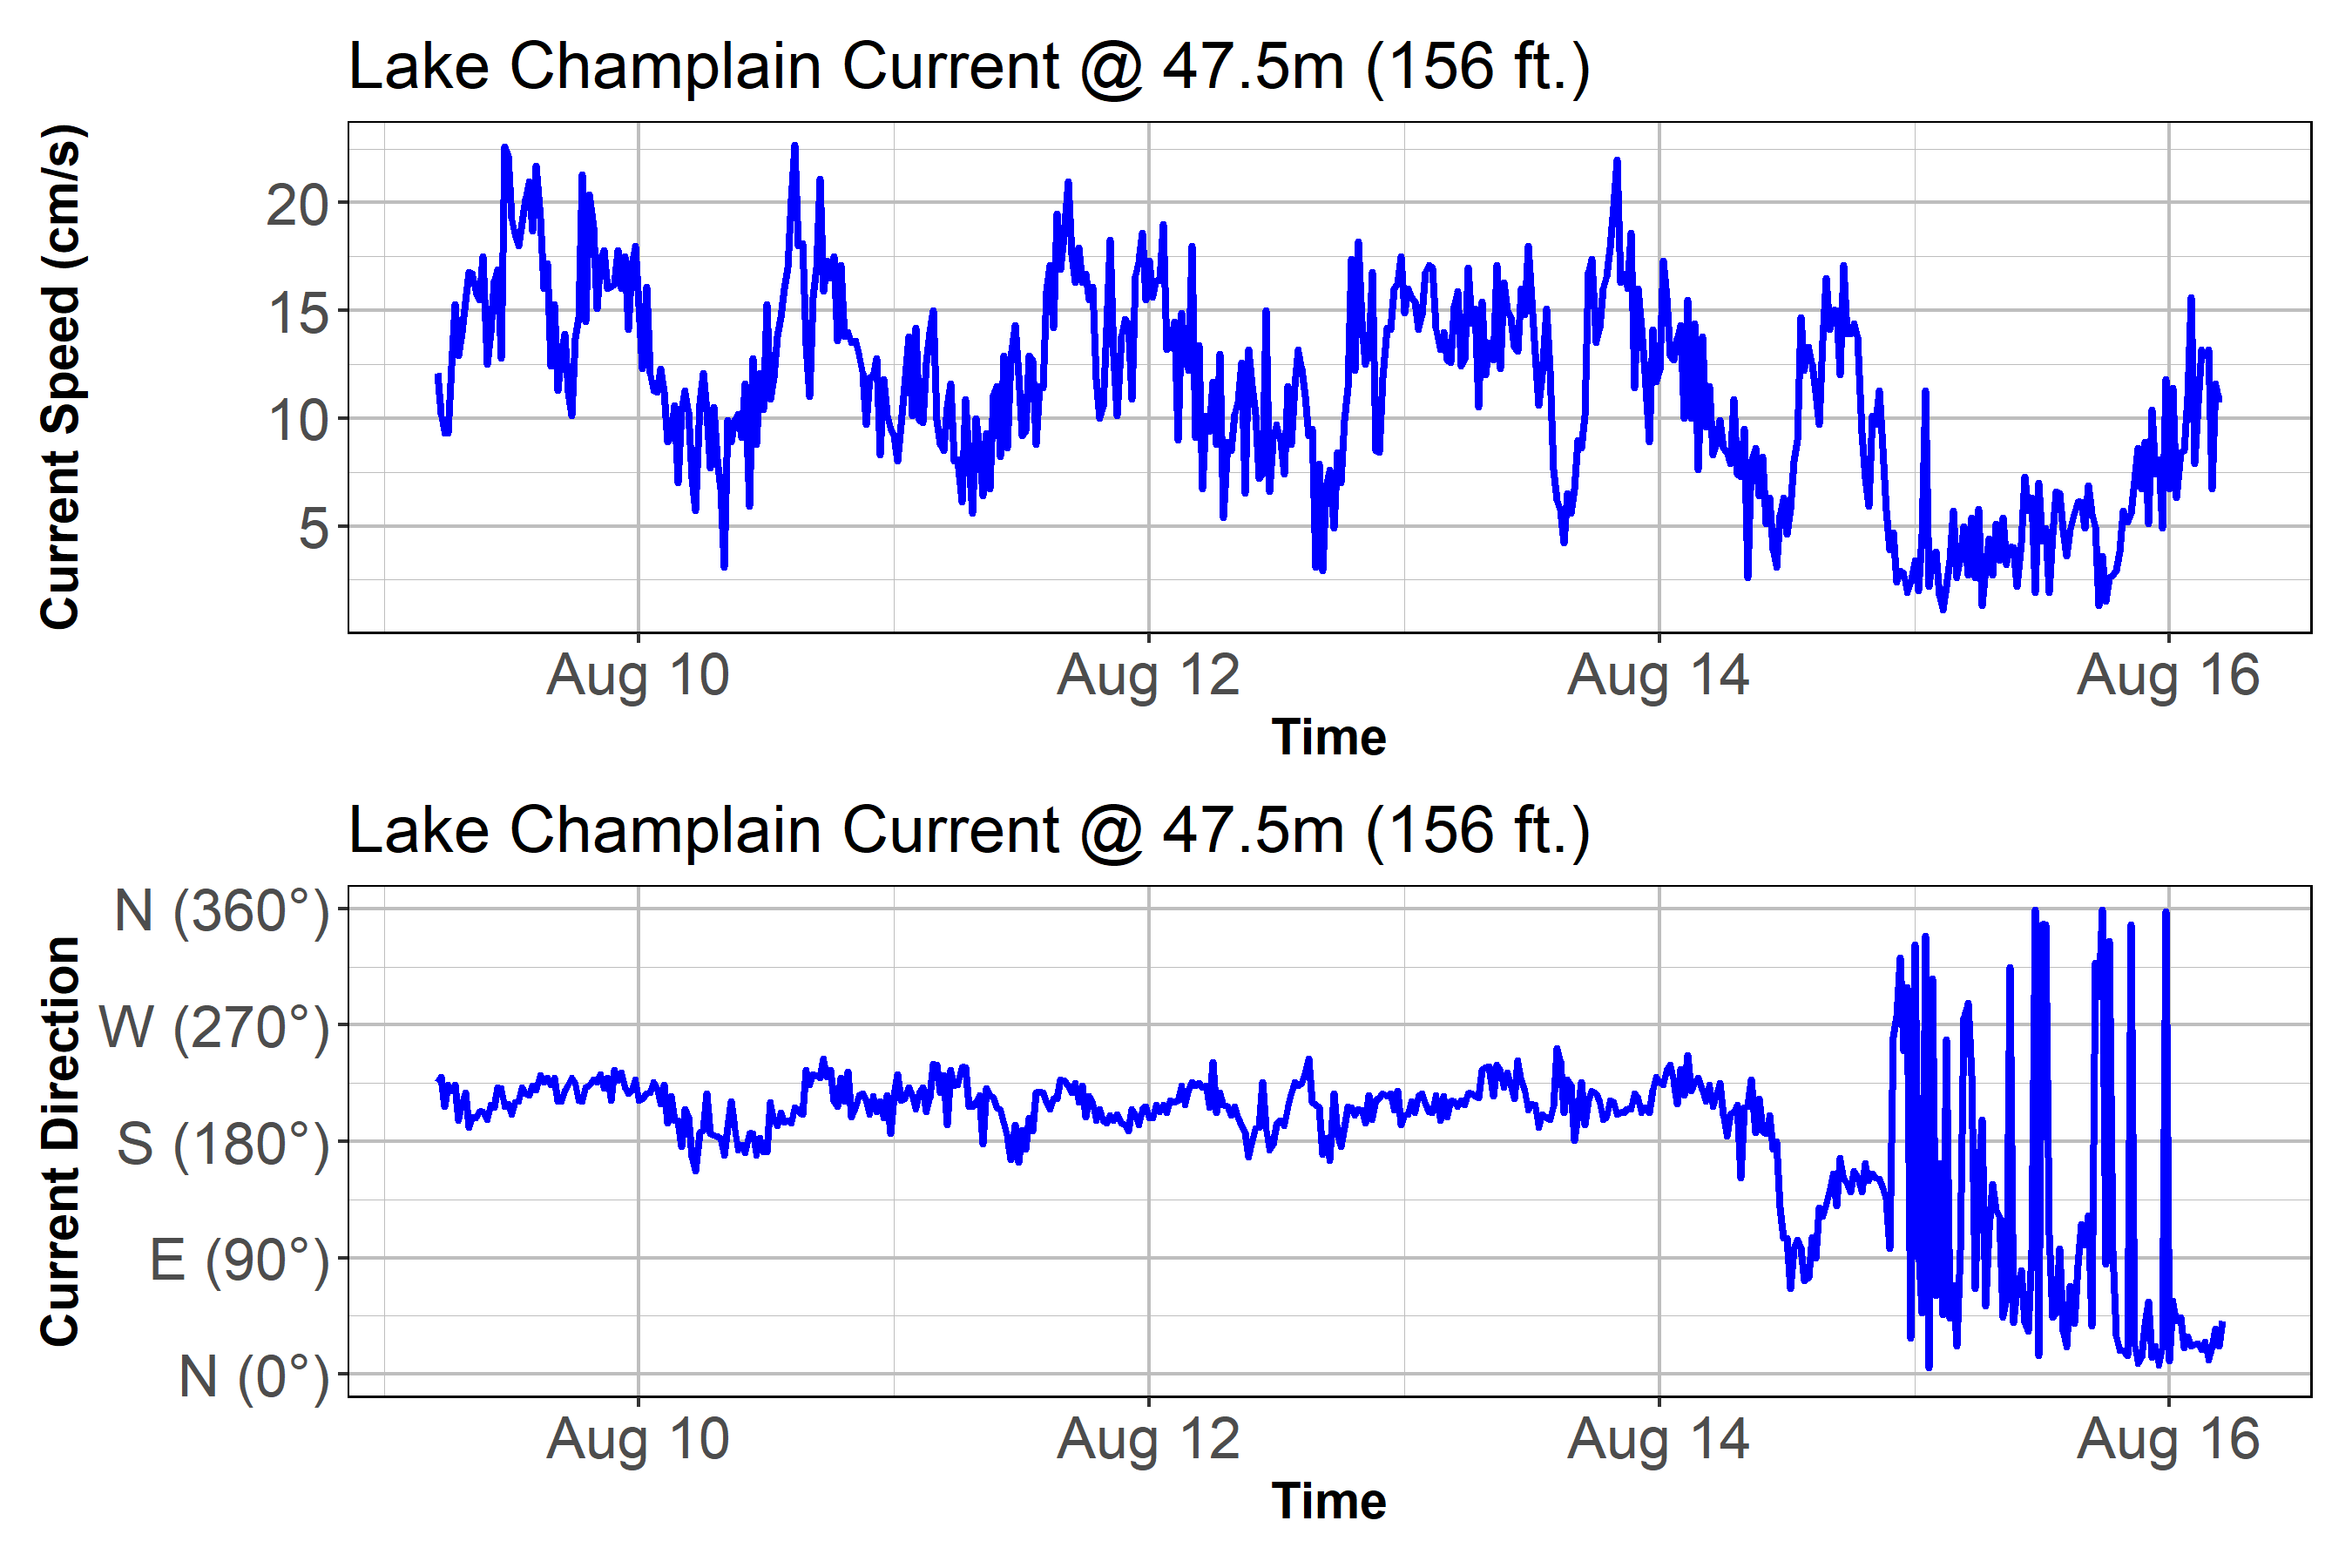 Lake Champlain Current @ 47.5m (156 ft.)
Current Speed (cm/s)
20
15
10
5
Aug 10 Aug 12 Aug 14 Aug 16
Time
Lake Champlain Current @ 47.5m (156 ft.)
Current Direction
N (360°)
W (270°)
S (180°)
E (90°)
N (0°)
Aug 10 Aug 12 Aug 14 Aug 16
Time